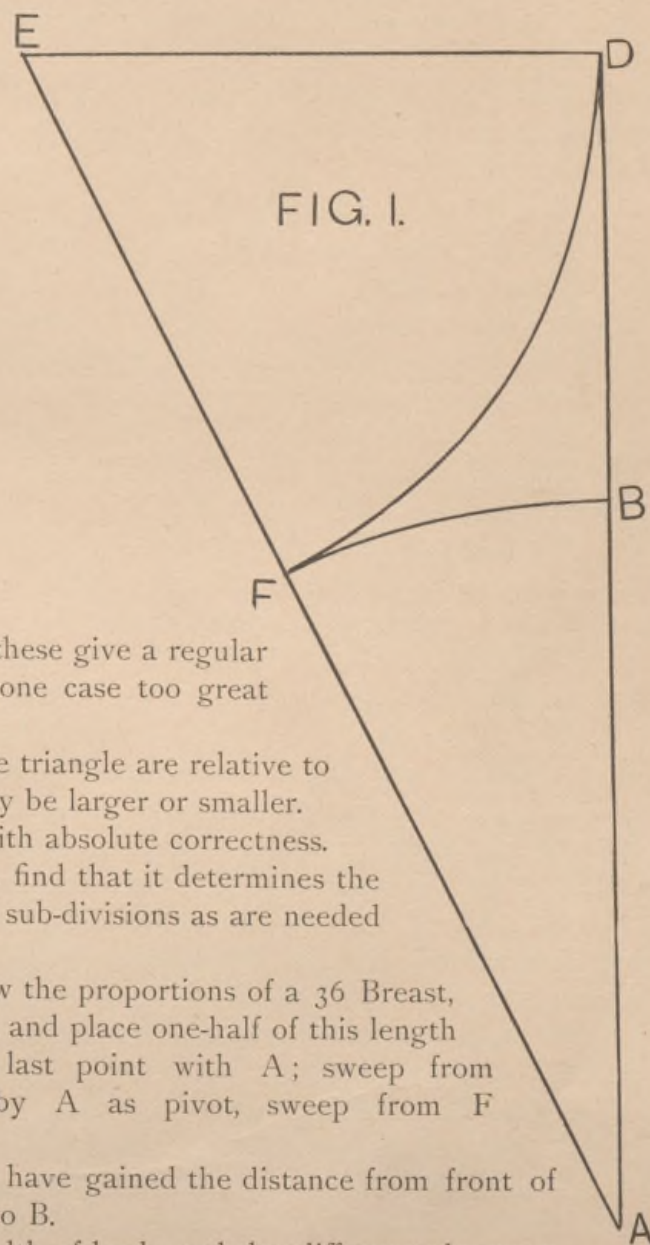 E
D
FIG. I.
B
F
these give a regular
one case too great
e triangle are relative to
y be larger or smaller.
ith absolute correctness.
find that it determines the
sub-divisions as are needed
w the proportions of a 36 Breast,
and place one-half of this length
last point with A; sweep from
by A as pivot, sweep from F
have gained the distance from front of
o B.
A